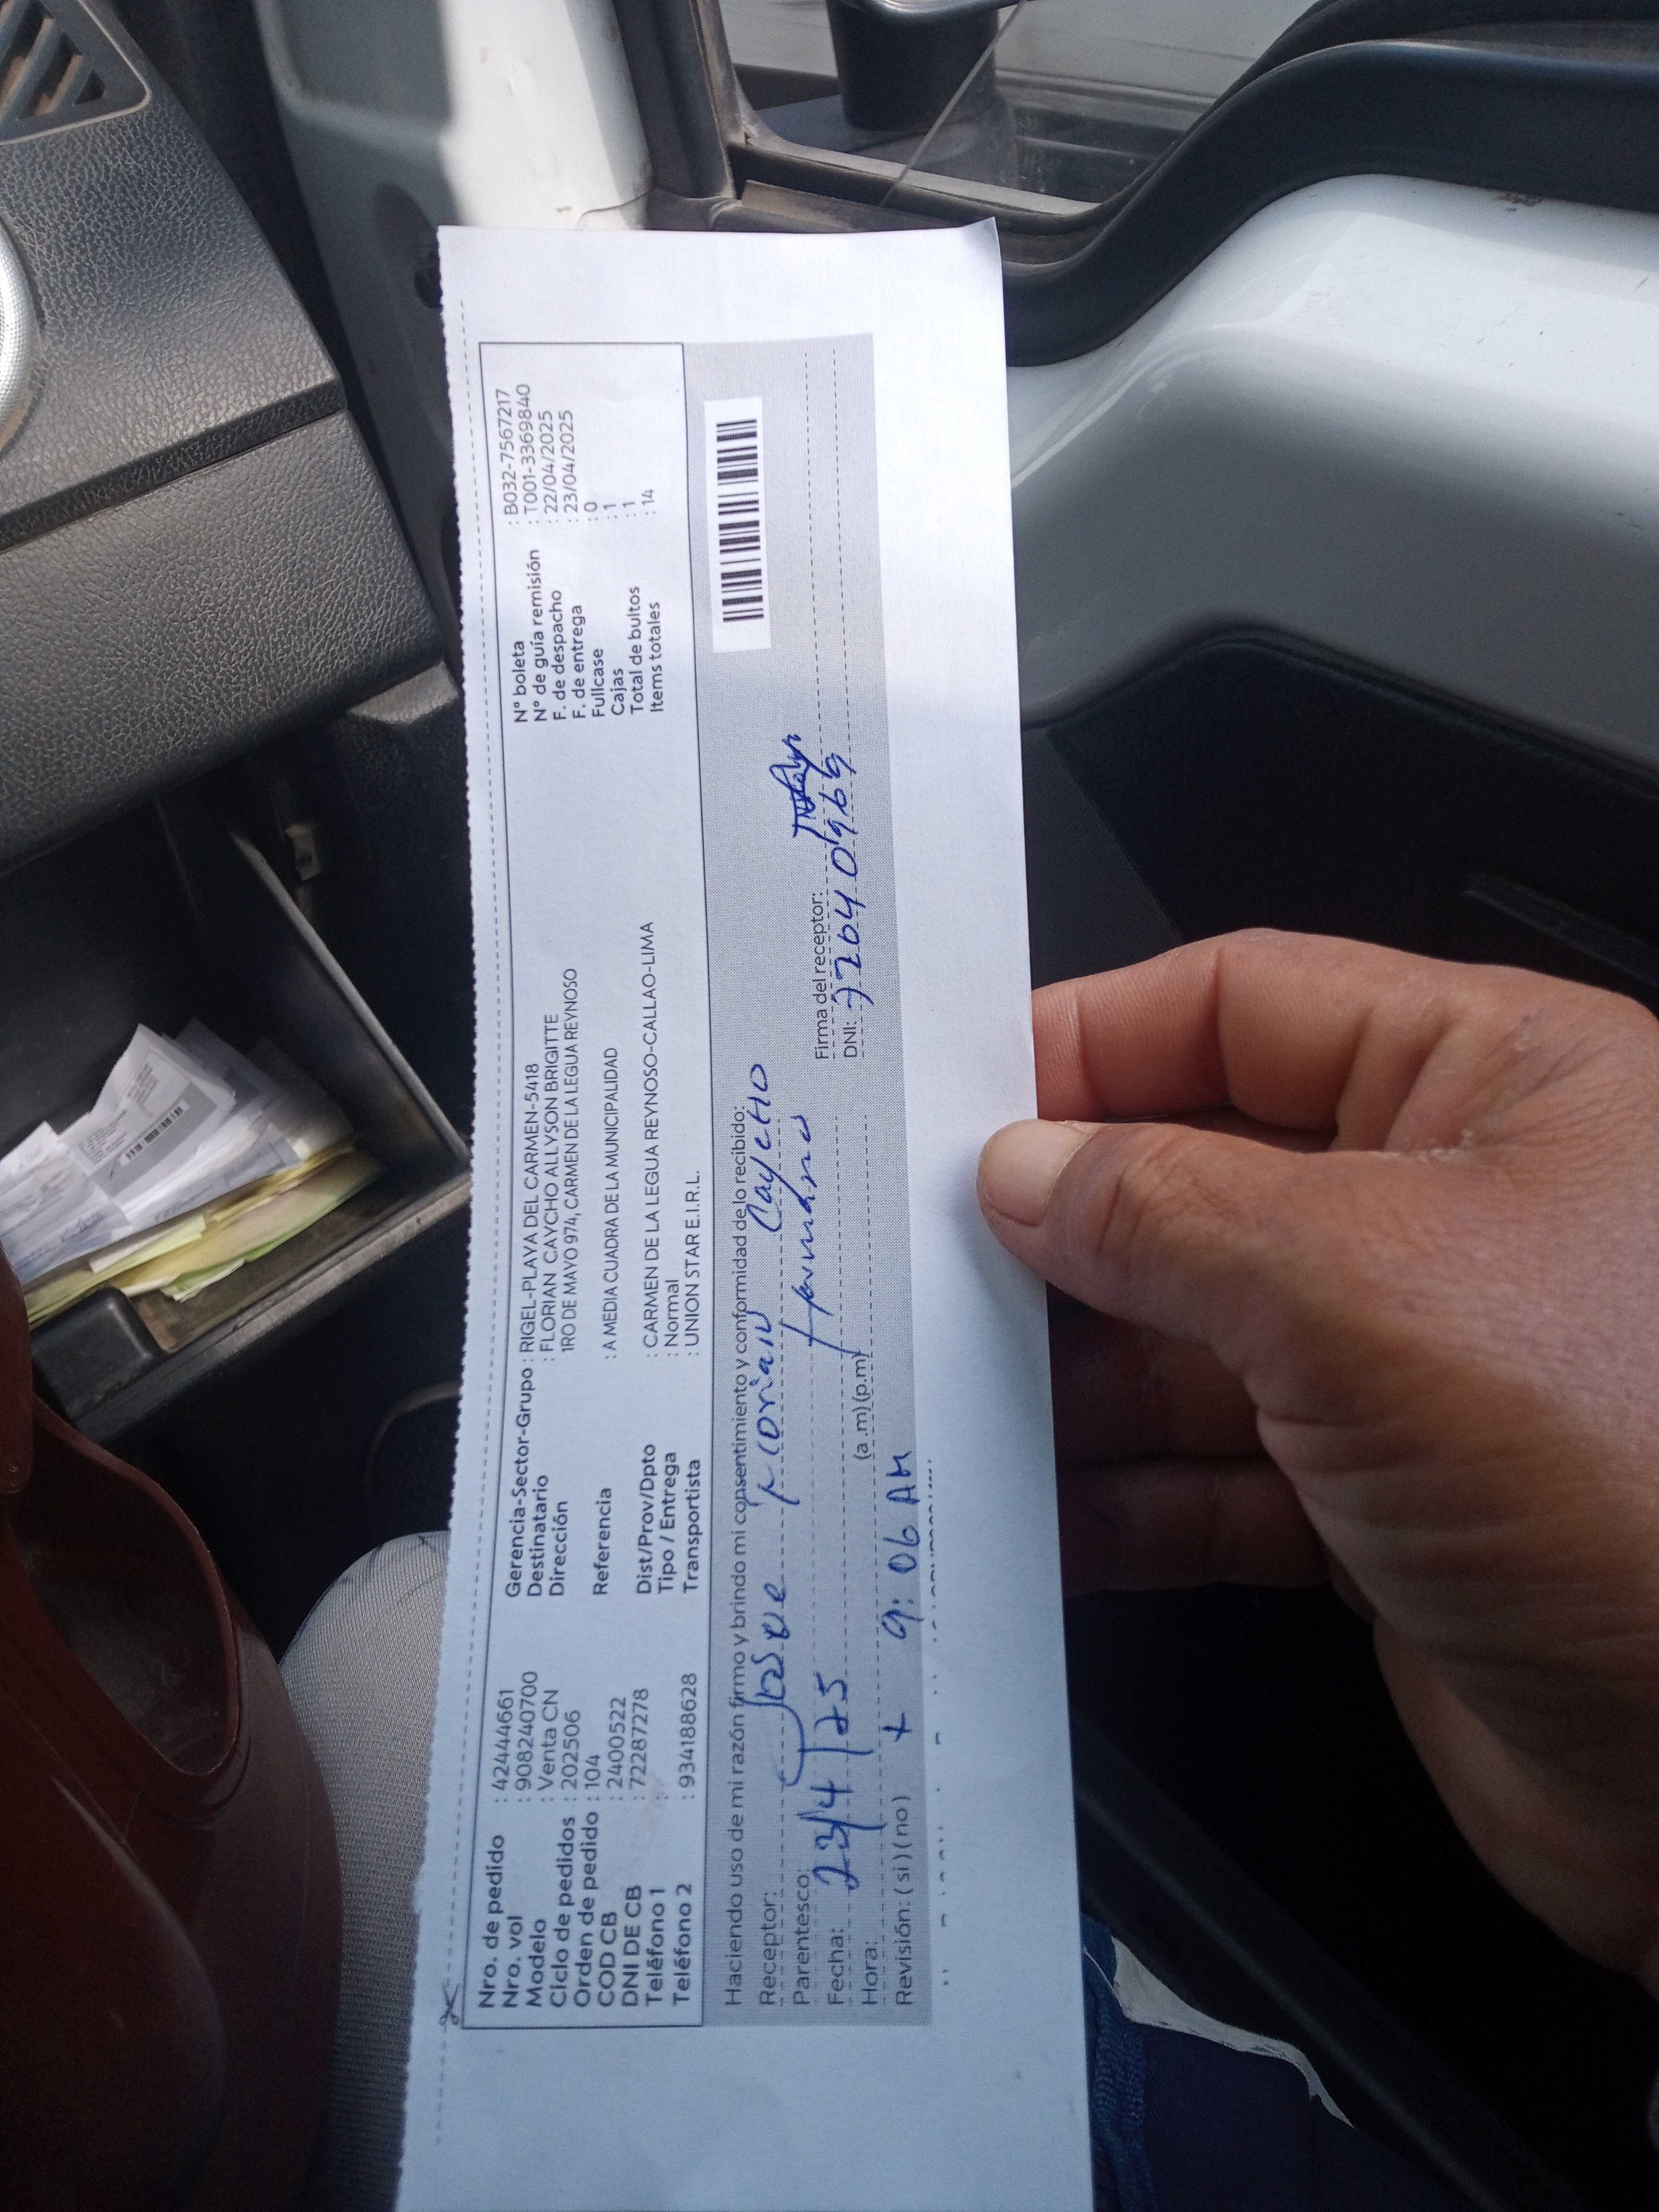 Nro. de pedido : 42444661
Nro. vol : 908240700
Modelo : Venta CN
Ciclo de pedidos : 202506
Orden de pedido : 104
COD CB : 2400522
DNI DE CB : 72287278
Teléfono 1 :
Teléfono 2 : 934188628
Gerencia-Sector-Grupo : RIGEL-PLAYA DEL CARMEN-5418
Destinatario : FLORIAN CAYCHO ALLYSON BRIGITTE
Dirección 1RO DE MAYO 974, CARMEN DE LA LEGUA REYNOSO
Referencia : A MEDIA CUADRA DE LA MUNICIPALIDAD
Dist/Prov/Dpto : CARMEN DE LA LEGUA REYNOSO-CALLAO-LIMA
Tipo / Entrega : Normal
Transportista : UNION STAR E.I.R.L.
N° boleta : B032-7567217
N° de guía remisión : T001-3369840
F. de despacho : 22/04/2025
F. de entrega : 23/04/2025
Fullcase : 0
Cajas : 1
Total de bultos : 1
Items totales : 14
Haciendo uso de mi razón firmo y brindo mi consentimiento y conformidad de lo recibido:
Receptor: Josue Florian Caycho
Parentesco: hermano
Fecha: 23/4/25
Hora: (a.m) (p.m)
Revisión: ( si ) ( no ) 9:06 AM
Firma del receptor:
DNI: 72640969